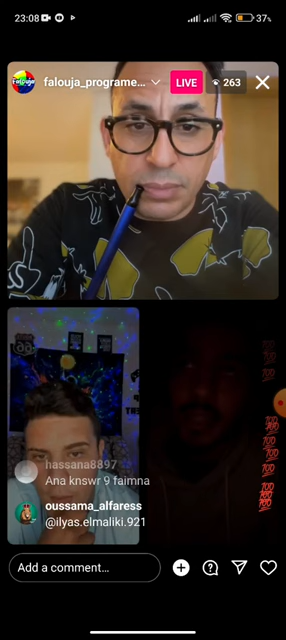 23:08
37%
falouja_programe...
LIVE
263
hassana8897
Ana knswr 9 faimna
oussama_alfaress
@ilyas.elmaliki.921
Add a comment...